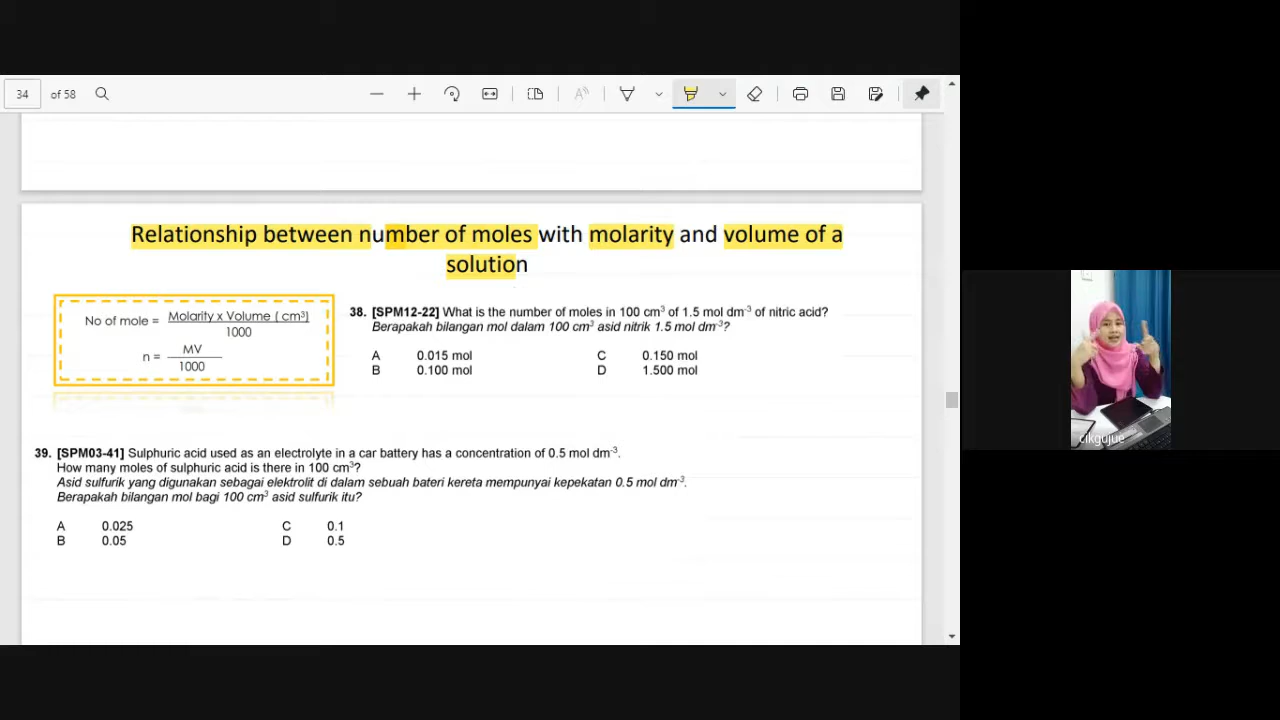 34 of 58
Relationship between number of moles with molarity and volume of a
solution
No of mole = Molarity x Volume ( cm³)
1000
n = MV
1000
38. [SPM12-22] What is the number of moles in 100 cm³ of 1.5 mol dm⁻³ of nitric acid?
Berapakah bilangan mol dalam 100 cm³ asid nitrik 1.5 mol dm⁻³?
A 0.015 mol C 0.150 mol
B 0.100 mol D 1.500 mol
39. [SPM03-41] Sulphuric acid used as an electrolyte in a car battery has a concentration of 0.5 mol dm⁻³.
How many moles of sulphuric acid is there in 100 cm³?
Asid sulfurik yang digunakan sebagai elektrolit di dalam sebuah bateri kereta mempunyai kepekatan 0.5 mol dm⁻³.
Berapakah bilangan mol bagi 100 cm³ asid sulfurik itu?
A 0.025 C 0.1
B 0.05 D 0.5
cikgujue